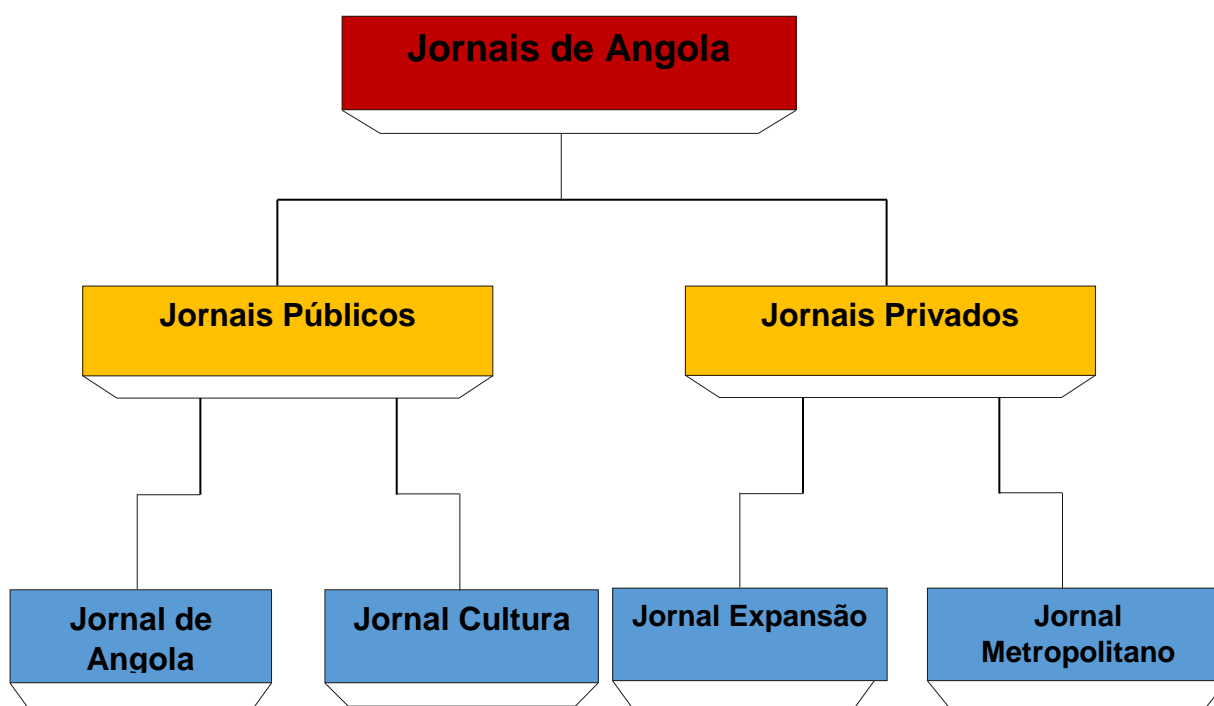 Jornais de Angola
Jornais Públicos
Jornais Privados
Jornal de
Angola
Jornal Cultura
Jornal Expansão
Jornal
Metropolitano